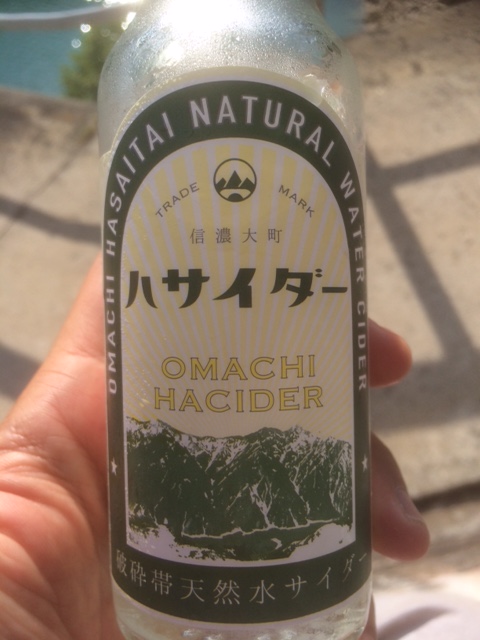 OMACHI HASAITAI NATURAL WATER CIDER
TRADE MARK
信濃大町
ハサイダー
OMACHI
HACIDER
破砕帯天然水サイダー